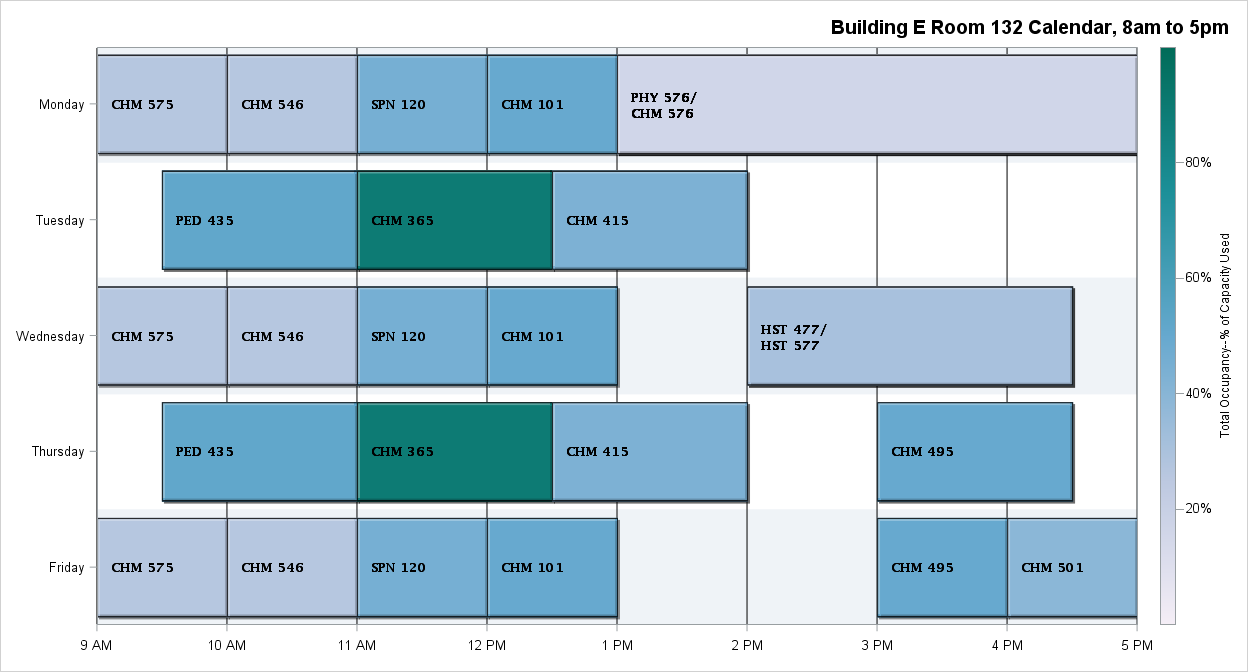 Building E Room 132 Calendar, 8am to 5pm
Monday
CHM 575
CHM 546
SPN 120
CHM 101
PHY 576/
CHM 576
Tuesday
PED 435
CHM 365
CHM 415
Wednesday
CHM 575
CHM 546
SPN 120
CHM 101
HST 477/
HST 577
Thursday
PED 435
CHM 365
CHM 415
CHM 495
Friday
CHM 575
CHM 546
SPN 120
CHM 101
CHM 495
CHM 501
9 AM
10 AM
11 AM
12 PM
1 PM
2 PM
3 PM
4 PM
5 PM
80%
60%
40%
20%
Total Occupancy--% of Capacity Used